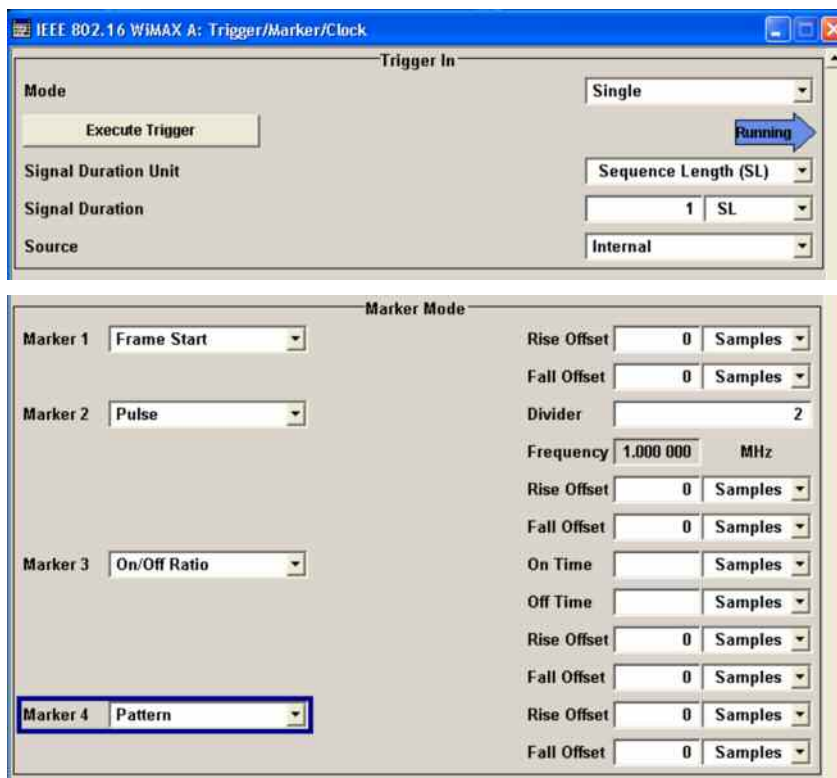 IEEE 802.16 WiMAX A: Trigger/Marker/Clock
Trigger In
Mode Single
Execute Trigger Running
Signal Duration Unit Sequence Length (SL)
Signal Duration 1 SL
Source Internal
Marker Mode
Marker 1 Frame Start Rise Offset 0 Samples
Fall Offset 0 Samples
Marker 2 Pulse Divider 2
Frequency 1.000 000 MHz
Rise Offset 0 Samples
Fall Offset 0 Samples
Marker 3 On/Off Ratio On Time Samples
Off Time Samples
Rise Offset 0 Samples
Fall Offset 0 Samples
Marker 4 Pattern Rise Offset 0 Samples
Fall Offset 0 Samples